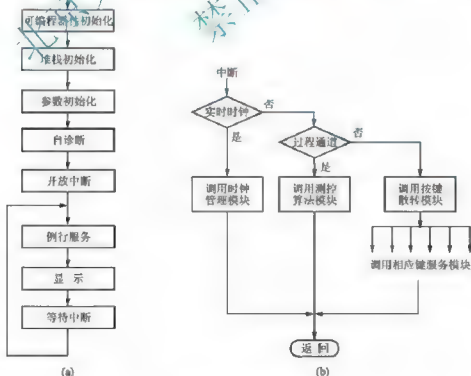 可编程器件初始化
堆栈初始化
参数初始化
自诊断
开放中断
例行服务
显 示
等待中断
(a)
中断
实时时钟
否
是
过程通道
否
是
调用时钟
管理模块
调用测控
算法模块
调用按键
散转模块
调用相应键服务模块
返 回
(b)